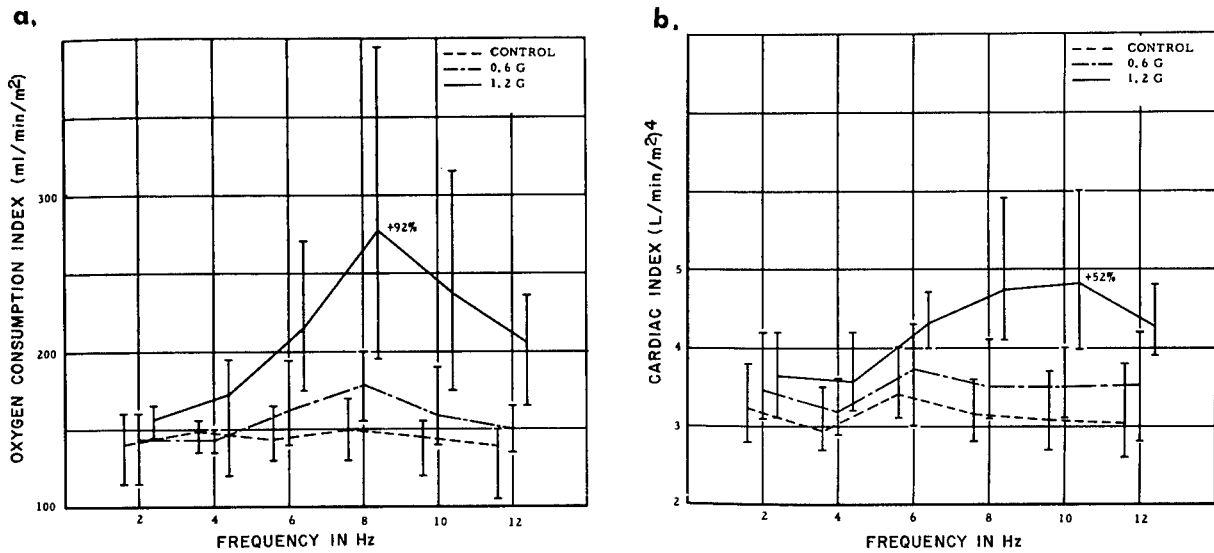 a.
CONTROL
0.6 G
1.2 G
OXYGEN CONSUMPTION INDEX (ml/min/m²)
300
200
100
+92%
2 4 6 8 10 12
FREQUENCY IN Hz
b.
CONTROL
0.6 G
1.2 G
CARDIAC INDEX (L/min/m²)⁴
5
4
3
2
+52%
2 4 6 8 10 12
FREQUENCY IN Hz